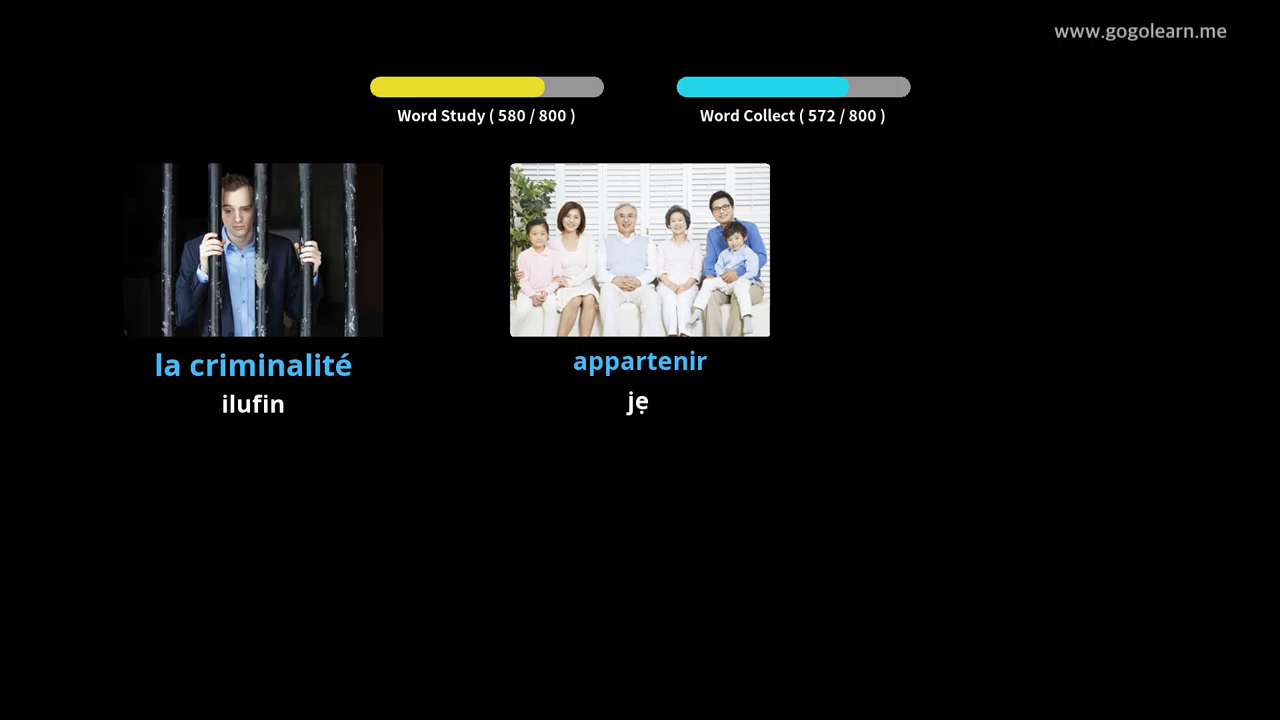 www.gogolearn.me
Word Study ( 580 / 800 )
Word Collect ( 572 / 800 )
la criminalité
ilufin
appartenir
jẹ